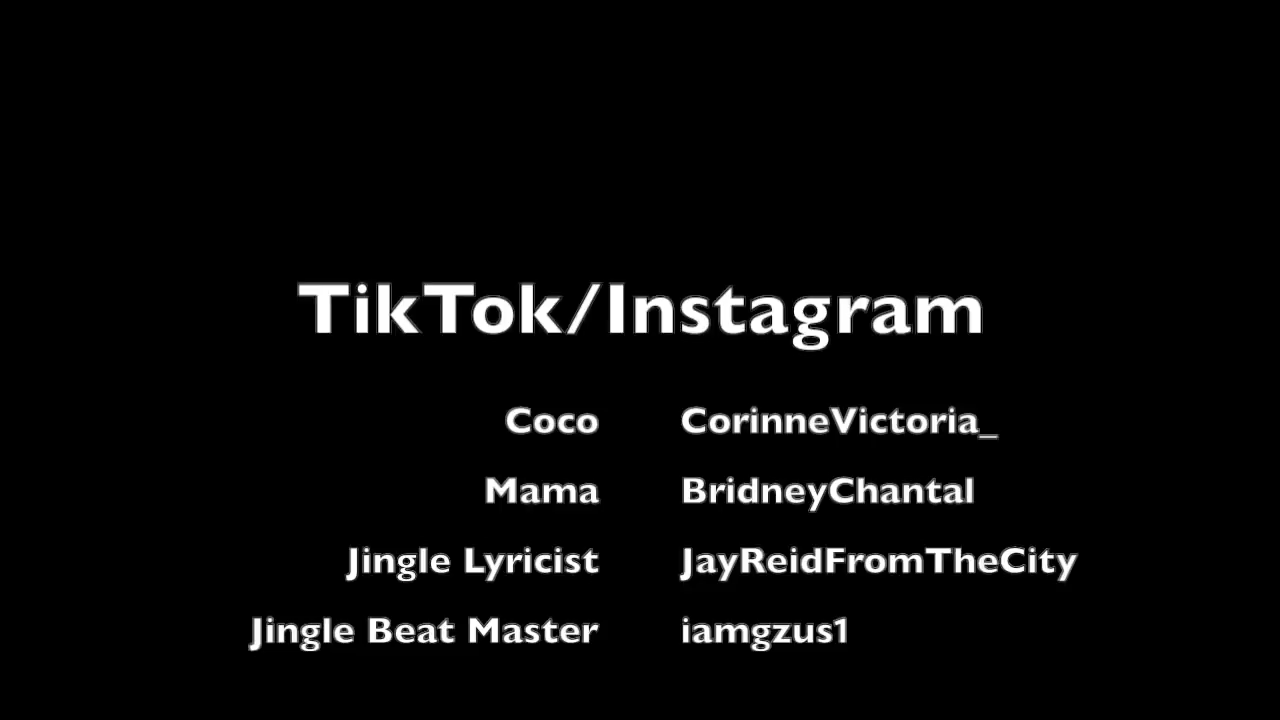 TikTok/Instagram
Coco CorinneVictoria_
Mama BridneyChantal
Jingle Lyricist JayReidFromTheCity
Jingle Beat Master iamgzus1